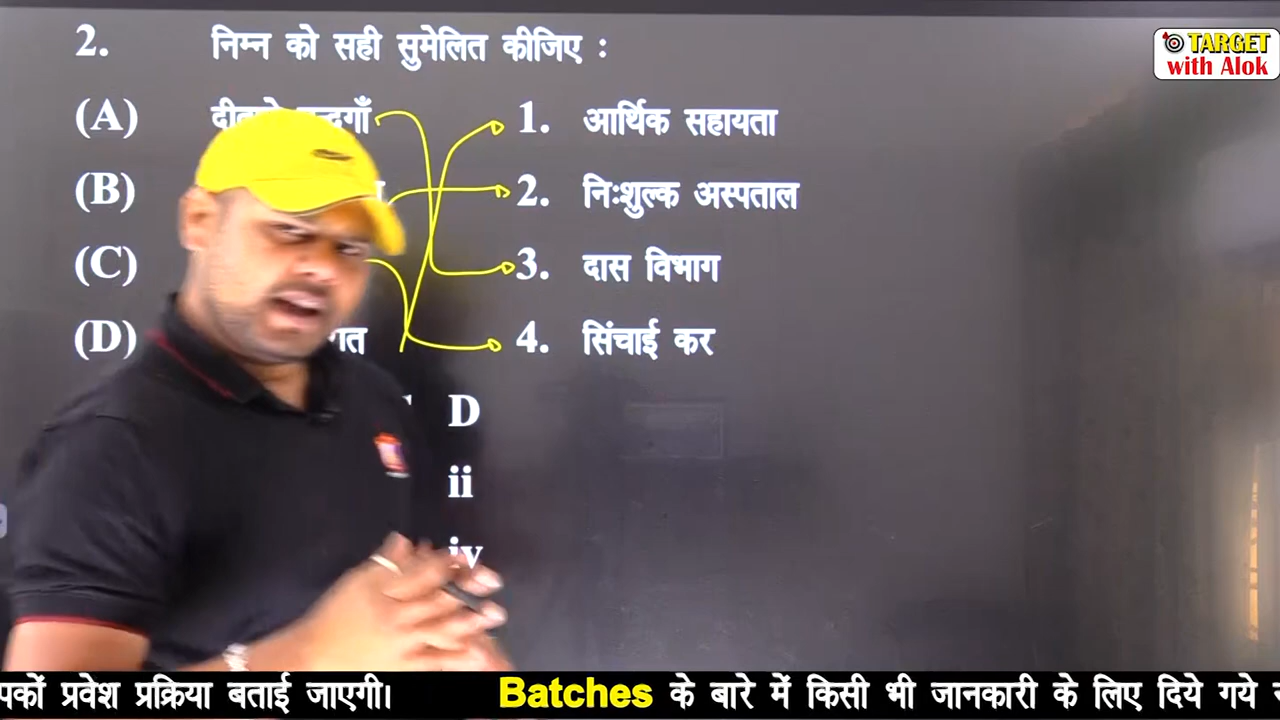 TARGET
with Alok
2. निम्न को सही सुमेलित कीजिए :
(A) 1. आर्थिक सहायता
(B) 2. निःशुल्क अस्पताल
(C) 3. दास विभाग
(D) 4. सिंचाई कर
D
ii
iv
प्रवेश प्रक्रिया बताई जाएगी। Batches के बारे में किसी भी जानकारी के लिए दिये गये